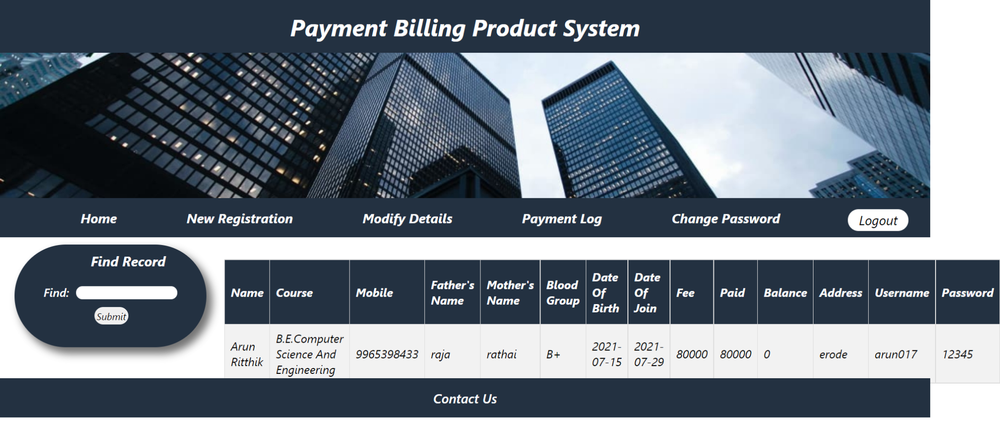 Payment Billing Product System
Home New Registration Modify Details Payment Log Change Password Logout
Find Record
Find:
Submit
Name Course Mobile Father's Name Mother's Name Blood Group Date Of Birth Date Of Join Fee Paid Balance Address Username Password
Arun Ritthik B.E.Computer Science And Engineering 9965398433 raja rathai B+ 2021-07-15 2021-07-29 80000 80000 0 erode arun017 12345
Contact Us